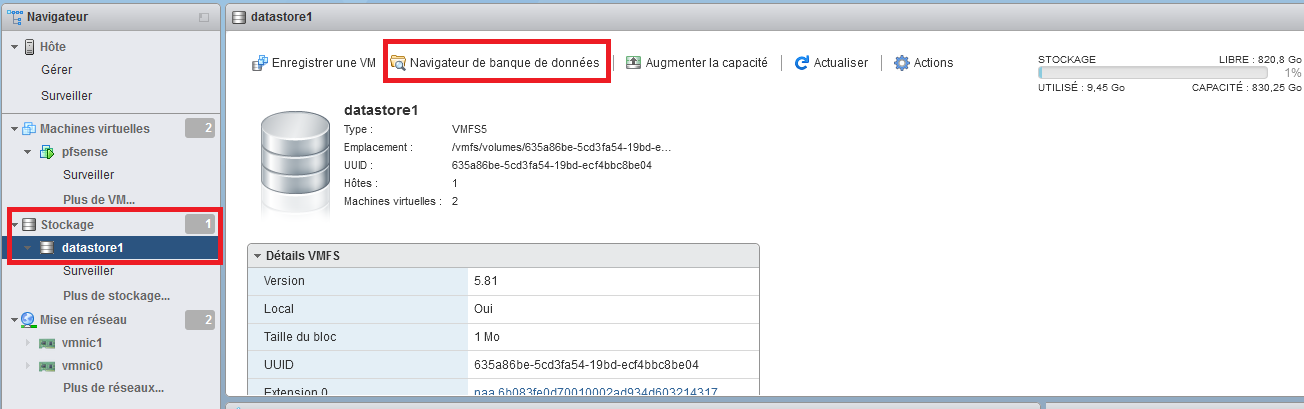 Navigateur
Hôte
Gérer
Surveiller
Machines virtuelles 2
pfsense
Surveiller
Plus de VM...
Stockage 1
datastore1
Surveiller
Plus de stockage...
Mise en réseau 2
vmnic1
vmnic0
Plus de réseaux...
datastore1
Enregistrer une VM Navigateur de banque de données Augmenter la capacité Actualiser Actions
STOCKAGE LIBRE : 820,8 Go
1%
UTILISÉ : 9,45 Go CAPACITÉ : 830,25 Go
datastore1
Type : VMFS5
Emplacement : /vmfs/volumes/635a86be-5cd3fa54-19bd-e...
UUID : 635a86be-5cd3fa54-19bd-ecf4bbc8be04
Hôtes : 1
Machines virtuelles : 2
Détails VMFS
Version 5.81
Local Oui
Taille du bloc 1 Mo
UUID 635a86be-5cd3fa54-19bd-ecf4bbc8be04
Extension 0 naa.6b083fe0d70010002ad934d603214317